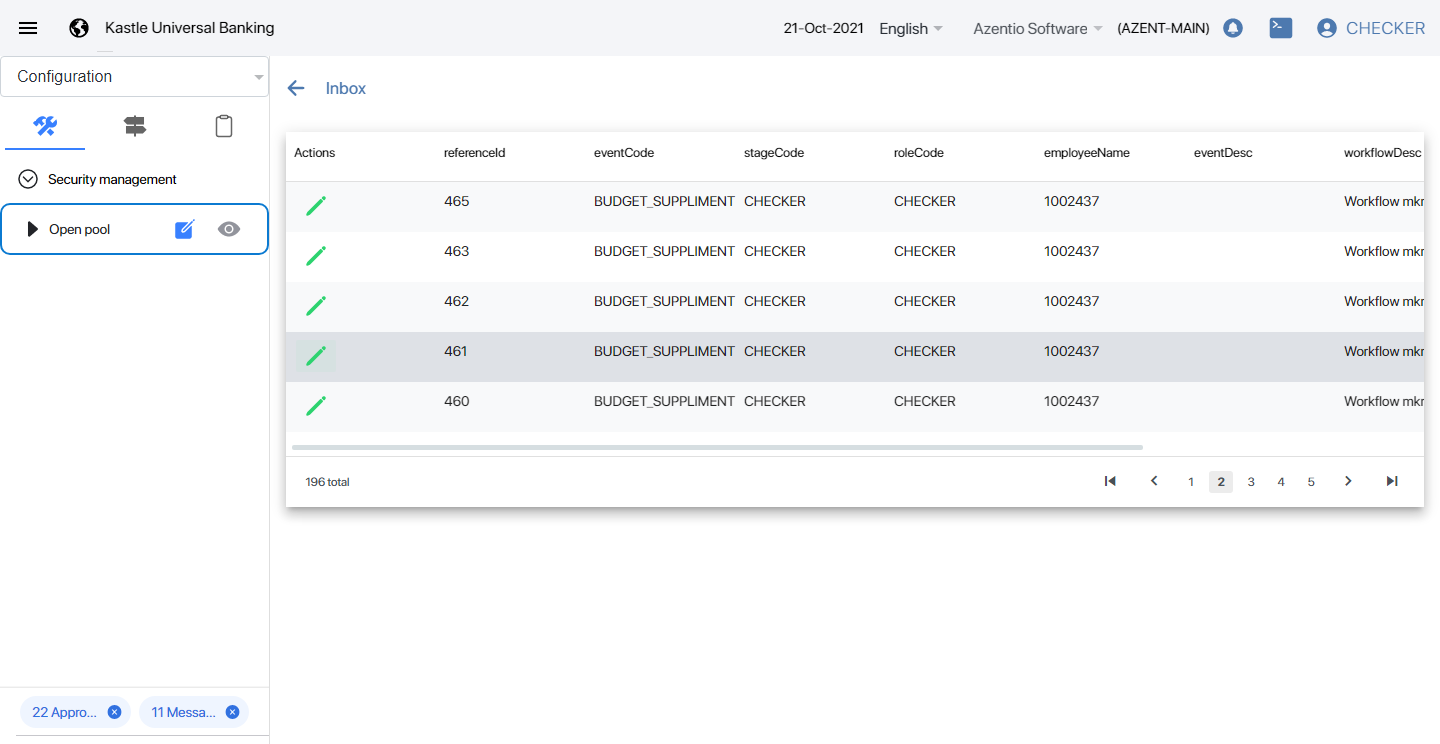 Kastle Universal Banking 21-Oct-2021 English Azentio Software (AZENT-MAIN) CHECKER
Configuration
Security management
Open pool
22 Appro... 11 Messa...
Inbox
Actions referenceId eventCode stageCode roleCode employeeName eventDesc workflowDesc
465 BUDGET_SUPPLIMENT CHECKER CHECKER 1002437 Workflow mkr
463 BUDGET_SUPPLIMENT CHECKER CHECKER 1002437 Workflow mkr
462 BUDGET_SUPPLIMENT CHECKER CHECKER 1002437 Workflow mkr
461 BUDGET_SUPPLIMENT CHECKER CHECKER 1002437 Workflow mkr
460 BUDGET_SUPPLIMENT CHECKER CHECKER 1002437 Workflow mkr
196 total 1 2 3 4 5